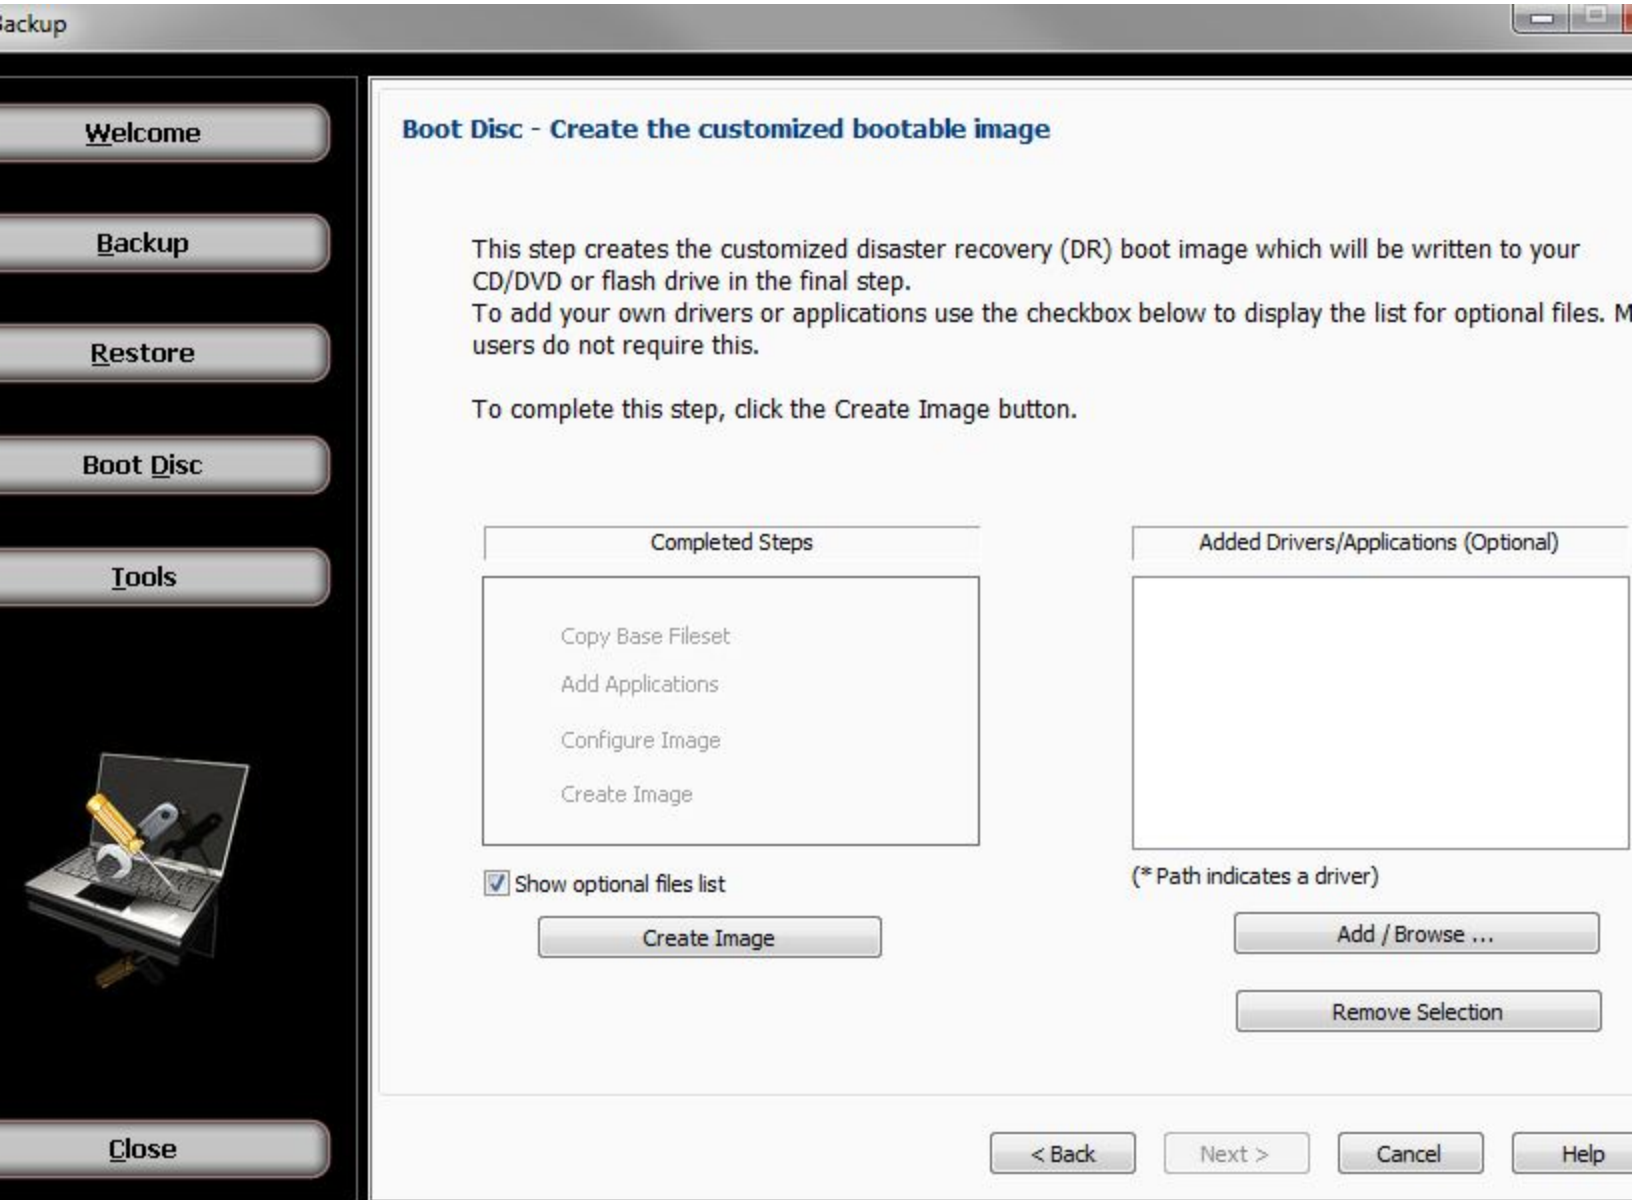 Backup
Welcome
Backup
Restore
Boot Disc
Tools
Close
Boot Disc - Create the customized bootable image
This step creates the customized disaster recovery (DR) boot image which will be written to your
CD/DVD or flash drive in the final step.
To add your own drivers or applications use the checkbox below to display the list for optional files.
users do not require this.
To complete this step, click the Create Image button.
Completed Steps
Copy Base Fileset
Add Applications
Configure Image
Create Image
Show optional files list
Create Image
Added Drivers/Applications (Optional)
(* Path indicates a driver)
Add / Browse ...
Remove Selection
< Back
Next >
Cancel
Help